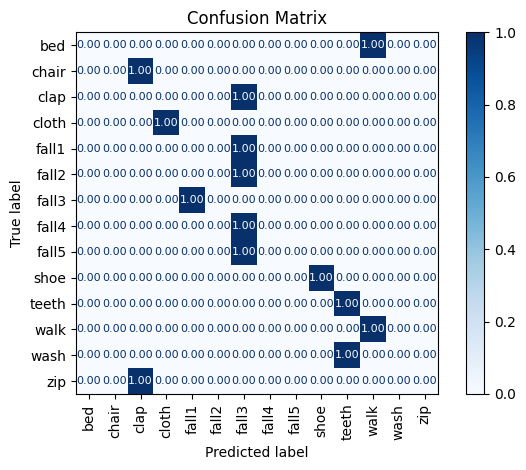 Confusion Matrix
bed 0.00 0.00 0.00 0.00 0.00 0.00 0.00 0.00 0.00 0.00 0.00 1.00 0.00 0.00
chair 0.00 0.00 1.00 0.00 0.00 0.00 0.00 0.00 0.00 0.00 0.00 0.00 0.00 0.00
clap 0.00 0.00 0.00 0.00 0.00 0.00 1.00 0.00 0.00 0.00 0.00 0.00 0.00 0.00
cloth 0.00 0.00 0.00 1.00 0.00 0.00 0.00 0.00 0.00 0.00 0.00 0.00 0.00 0.00
fall1 0.00 0.00 0.00 0.00 0.00 0.00 1.00 0.00 0.00 0.00 0.00 0.00 0.00 0.00
fall2 0.00 0.00 0.00 0.00 0.00 0.00 1.00 0.00 0.00 0.00 0.00 0.00 0.00 0.00
fall3 0.00 0.00 0.00 0.00 1.00 0.00 0.00 0.00 0.00 0.00 0.00 0.00 0.00 0.00
fall4 0.00 0.00 0.00 0.00 0.00 0.00 1.00 0.00 0.00 0.00 0.00 0.00 0.00 0.00
fall5 0.00 0.00 0.00 0.00 0.00 0.00 1.00 0.00 0.00 0.00 0.00 0.00 0.00 0.00
shoe 0.00 0.00 0.00 0.00 0.00 0.00 0.00 0.00 0.00 1.00 0.00 0.00 0.00 0.00
teeth 0.00 0.00 0.00 0.00 0.00 0.00 0.00 0.00 0.00 0.00 1.00 0.00 0.00 0.00
walk 0.00 0.00 0.00 0.00 0.00 0.00 0.00 0.00 0.00 0.00 0.00 1.00 0.00 0.00
wash 0.00 0.00 0.00 0.00 0.00 0.00 0.00 0.00 0.00 0.00 1.00 0.00 0.00 0.00
zip 0.00 0.00 1.00 0.00 0.00 0.00 0.00 0.00 0.00 0.00 0.00 0.00 0.00 0.00
True label
bed chair clap cloth fall1 fall2 fall3 fall4 fall5 shoe teeth walk wash zip
Predicted label
1.0
0.8
0.6
0.4
0.2
0.0